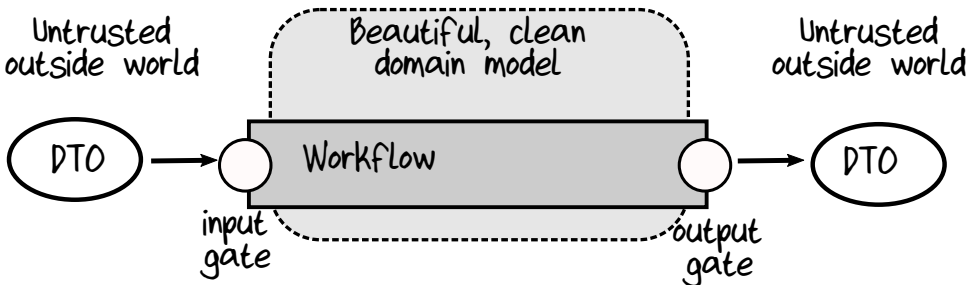 Untrusted
outside world
Beautiful, clean
domain model
Untrusted
outside world
DTO
Workflow
DTO
input
gate
output
gate